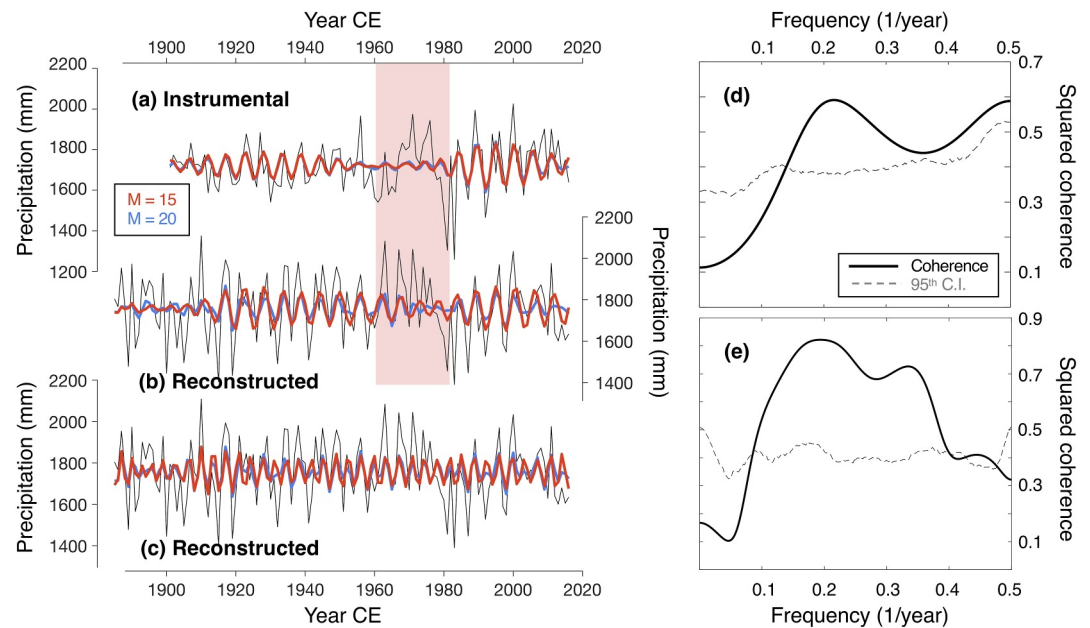 Year CE
1900 1920 1940 1960 1980 2000 2020
2200
2000
1800
1600
1400
1200
Precipitation (mm)
(a) Instrumental
M = 15
M = 20
2200
2000
1800
1600
1400
Precipitation (mm)
(b) Reconstructed
2200
2000
1800
1600
1400
Precipitation (mm)
(c) Reconstructed
1900 1920 1940 1960 1980 2000 2020
Year CE
Frequency (1/year)
0.1 0.2 0.3 0.4 0.5
(d)
0.7
0.5
0.3
0.1
Squared coherence
Coherence
95th C.I.
(e)
0.9
0.7
0.5
0.3
0.1
Squared coherence
0.1 0.2 0.3 0.4 0.5
Frequency (1/year)